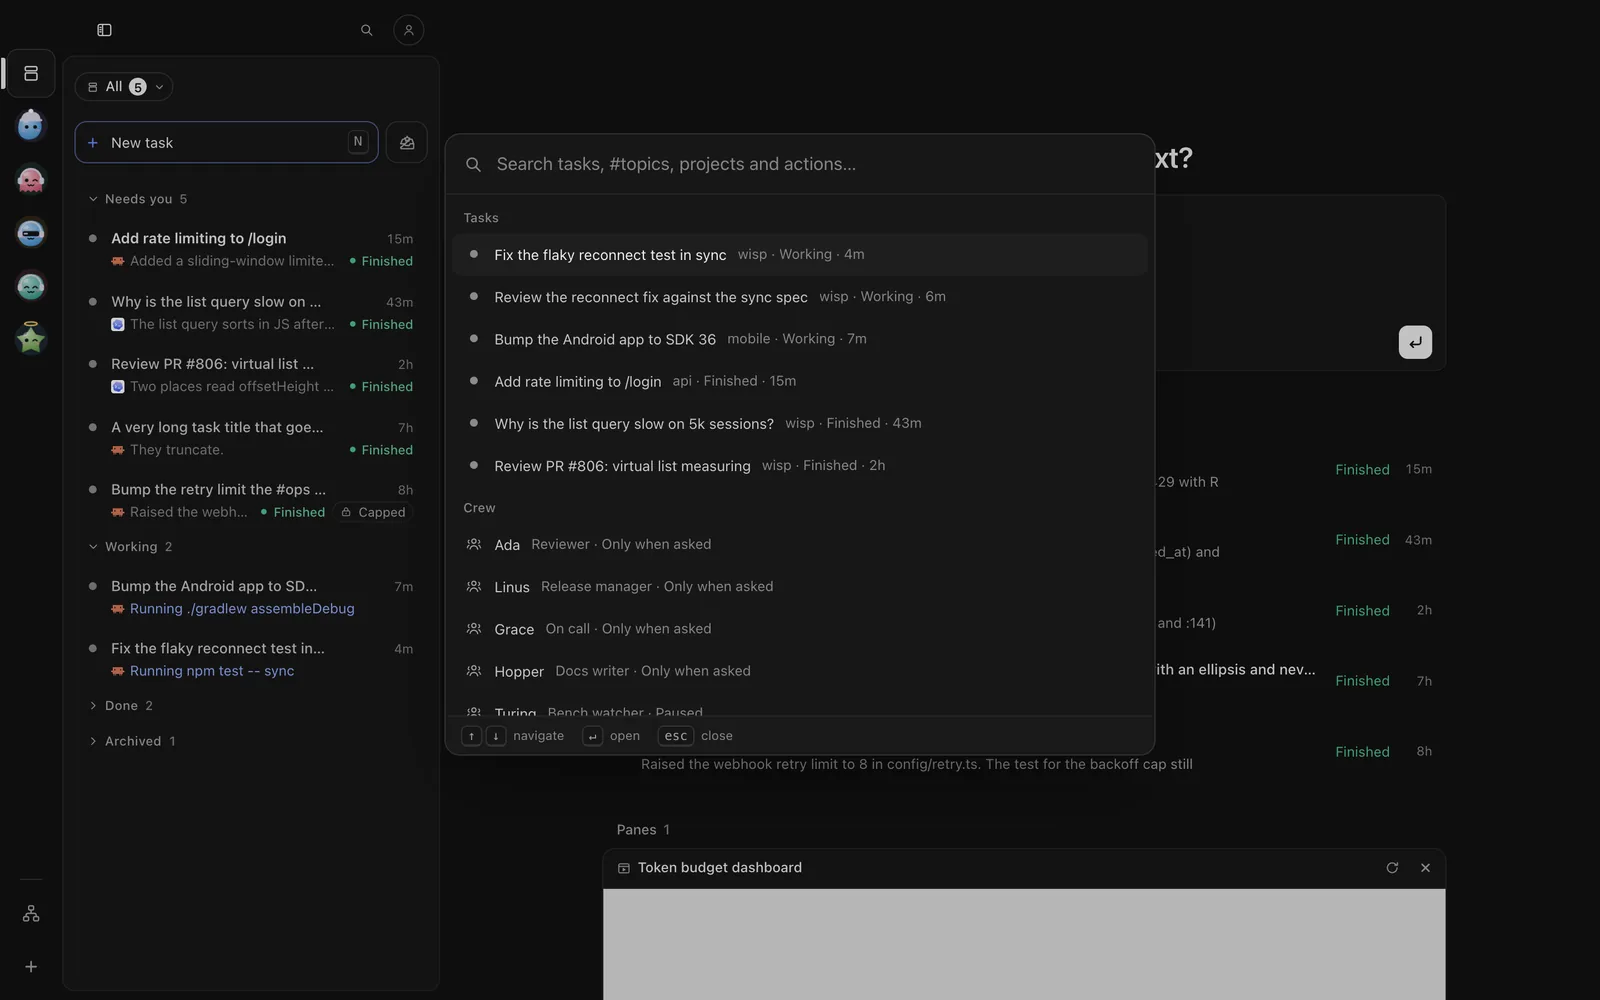 All 5
New task N
Needs you 5
Add rate limiting to /login 15m
Added a sliding-window limite... Finished
Why is the list query slow on ... 43m
The list query sorts in JS after... Finished
Review PR #806: virtual list ... 2h
Two places read offsetHeight ... Finished
A very long task title that goe... 7h
They truncate. Finished
Bump the retry limit the #ops ... 8h
Raised the webh... Finished Capped
Working 2
Bump the Android app to SD... 7m
Running ./gradlew assembleDebug
Fix the flaky reconnect test in... 4m
Running npm test -- sync
Done 2
Archived 1
Search tasks, #topics, projects and actions...
Tasks
Fix the flaky reconnect test in sync wisp · Working · 4m
Review the reconnect fix against the sync spec wisp · Working · 6m
Bump the Android app to SDK 36 mobile · Working · 7m
Add rate limiting to /login api · Finished · 15m
Why is the list query slow on 5k sessions? wisp · Finished · 43m
Review PR #806: virtual list measuring wisp · Finished · 2h
Crew
Ada Reviewer · Only when asked
Linus Release manager · Only when asked
Grace On call · Only when asked
Hopper Docs writer · Only when asked
Turing Bench watcher · Paused
↑ ↓ navigate ↵ open esc close
xt?
29 with R
Finished 15m
ed_at) and
Finished 43m
and :141)
Finished 2h
ith an ellipsis and nev...
Finished 7h
Finished 8h
Raised the webhook retry limit to 8 in config/retry.ts. The test for the backoff cap still
Panes 1
Token budget dashboard